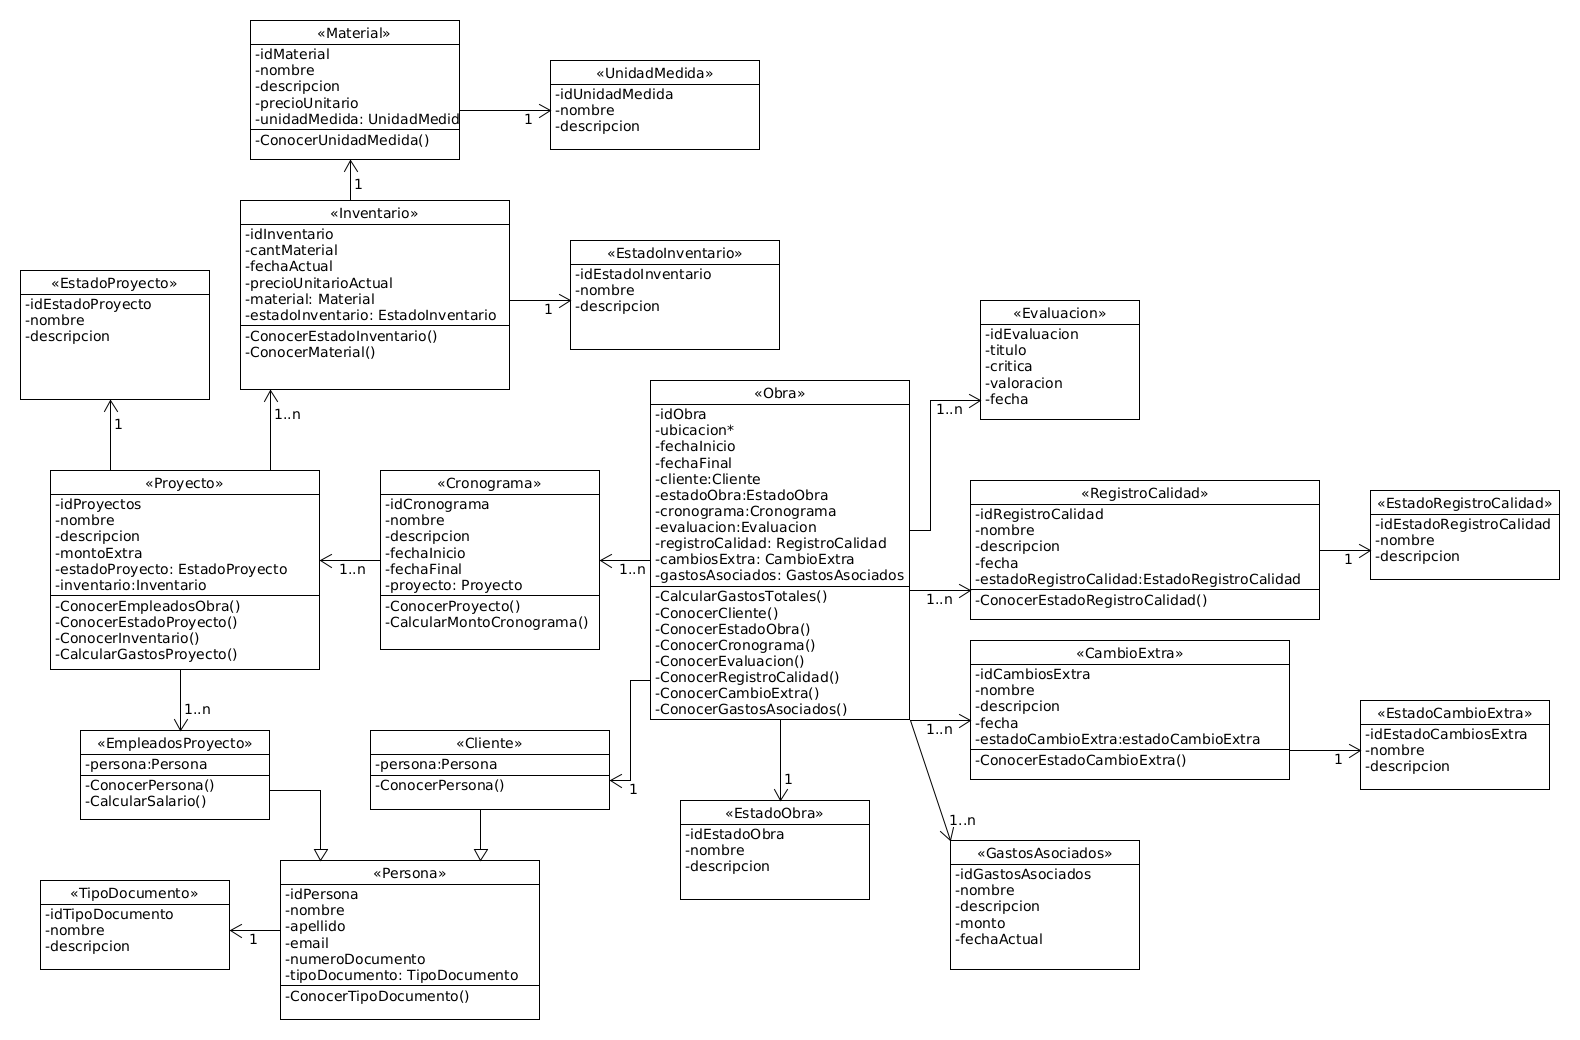 «Material»
-idMaterial
-nombre
-descripcion
-precioUnitario
-unidadMedida: UnidadMedid
-ConocerUnidadMedida()
1
«UnidadMedida»
-idUnidadMedida
-nombre
-descripcion
1
«Inventario»
-idInventario
-cantMaterial
-fechaActual
-precioUnitarioActual
-material: Material
-estadoInventario: EstadoInventario
-ConocerEstadoInventario()
-ConocerMaterial()
1
«EstadoInventario»
-idEstadoInventario
-nombre
-descripcion
«EstadoProyecto»
-idEstadoProyecto
-nombre
-descripcion
1
1..n
«Proyecto»
-idProyectos
-nombre
-descripcion
-montoExtra
-estadoProyecto: EstadoProyecto
-inventario:Inventario
-ConocerEmpleadosObra()
-ConocerEstadoProyecto()
-ConocerInventario()
-CalcularGastosProyecto()
1..n
«Cronograma»
-idCronograma
-nombre
-descripcion
-fechaInicio
-fechaFinal
-proyecto: Proyecto
-ConocerProyecto()
-CalcularMontoCronograma()
1..n
«Obra»
-idObra
-ubicacion*
-fechaInicio
-fechaFinal
-cliente:Cliente
-estadoObra:EstadoObra
-cronograma:Cronograma
-evaluacion:Evaluacion
-registroCalidad: RegistroCalidad
-cambiosExtra: CambioExtra
-gastosAsociados: GastosAsociados
-CalcularGastosTotales()
-ConocerCliente()
-ConocerEstadoObra()
-ConocerCronograma()
-ConocerEvaluacion()
-ConocerRegistroCalidad()
-ConocerCambioExtra()
-ConocerGastosAsociados()
1..n
«Evaluacion»
-idEvaluacion
-titulo
-critica
-valoracion
-fecha
1..n
«RegistroCalidad»
-idRegistroCalidad
-nombre
-descripcion
-fecha
-estadoRegistroCalidad:EstadoRegistroCalidad
-ConocerEstadoRegistroCalidad()
1
«EstadoRegistroCalidad»
-idEstadoRegistroCalidad
-nombre
-descripcion
1..n
«CambioExtra»
-idCambiosExtra
-nombre
-descripcion
-fecha
-estadoCambioExtra:estadoCambioExtra
-ConocerEstadoCambioExtra()
1
«EstadoCambioExtra»
-idEstadoCambiosExtra
-nombre
-descripcion
1..n
«EmpleadosProyecto»
-persona:Persona
-ConocerPersona()
-CalcularSalario()
«Cliente»
-persona:Persona
-ConocerPersona()
1
1
«EstadoObra»
-idEstadoObra
-nombre
-descripcion
1..n
«GastosAsociados»
-idGastosAsociados
-nombre
-descripcion
-monto
-fechaActual
«TipoDocumento»
-idTipoDocumento
-nombre
-descripcion
1
«Persona»
-idPersona
-nombre
-apellido
-email
-numeroDocumento
-tipoDocumento: TipoDocumento
-ConocerTipoDocumento()